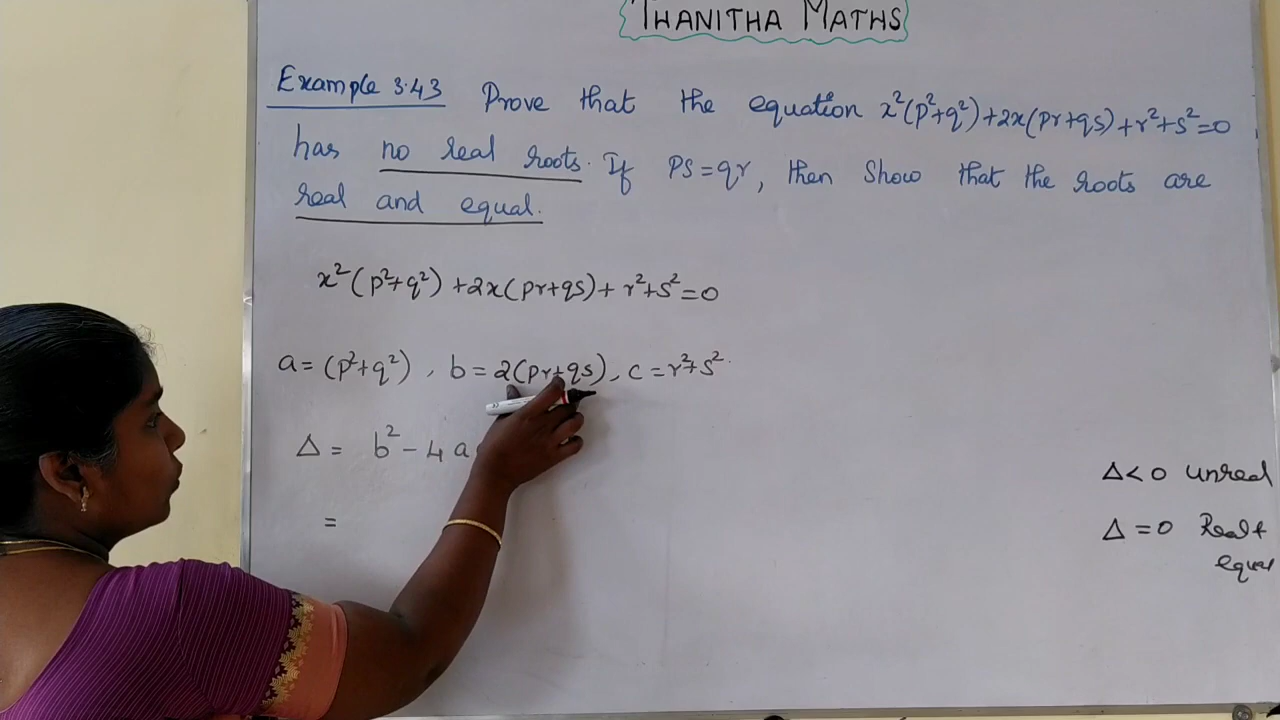 THANITHA MATHS
Example 3.43 Prove that the equation x²(p²+q²)+2x(pr+qs)+r²+s²=0
has no real roots. If ps=qr, then show that the roots are
real and equal.
x²(p²+q²)+2x(pr+qs)+r²+s²=0
a=(p²+q²), b=2(pr+qs), c=r²+s².
Δ= b²-4a
Δ<0 unreal
=
Δ=0 Real+
equal